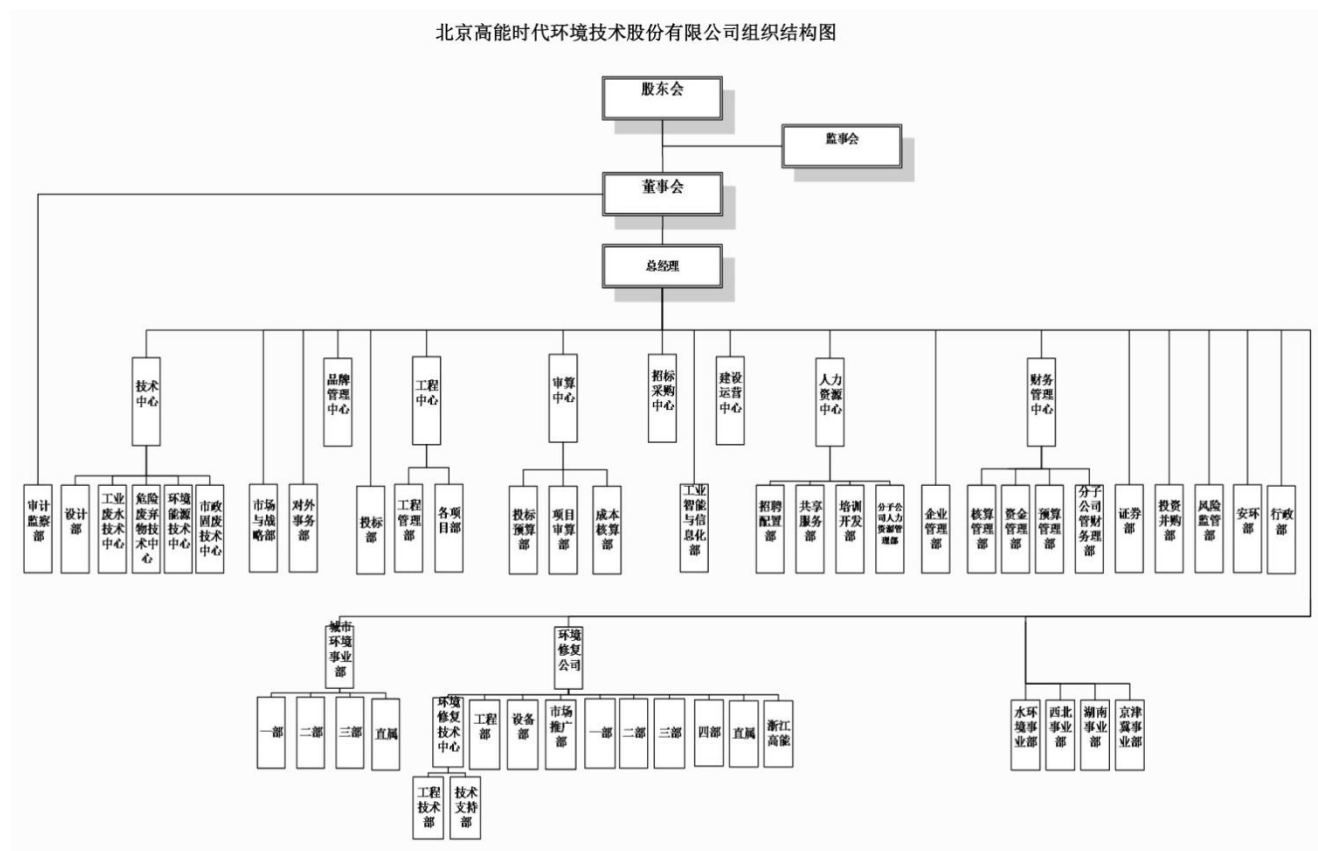 北京高能时代环境技术股份有限公司组织结构图
股东会
监事会
董事会
总经理
技术
中心
品牌
管理
中心
工程
中心
审算
中心
招标
采购
中心
建设
运营
中心
人力
资源
中心
财务
管理
中心
审计
监察
部
设计
部
工业
废水
技术
中心
危险
废弃
物技
术中
心
环境
能源
技术
中心
市政
固废
技术
中心
市场
与战
略部
对外
事务
部
投标
部
工程
管理
部
各项
目部
投标
预算
部
项目
审算
部
成本
核算
部
工业
智能
与信
息化
部
招聘
配置
部
共享
服务
部
培训
开发
部
分子公
司人力
资源管
理部
企业
管理
部
核算
管理
部
资金
管理
部
预算
管理
部
分子
公司
管财
务理
部
证券
部
投资
并购
部
风险
监管
部
安环
部
行政
部
城市
环境
事业
部
环境
修复
公司
一部
二部
三部
直属
环境
修复
技术
中心
工程
部
设备
部
市场
推广
部
一部
二部
三部
四部
直属
浙江
高能
水环
境事
业部
西北
事业
部
湖南
事业
部
京津
冀事
业部
工程
技术
部
技术
支持
部